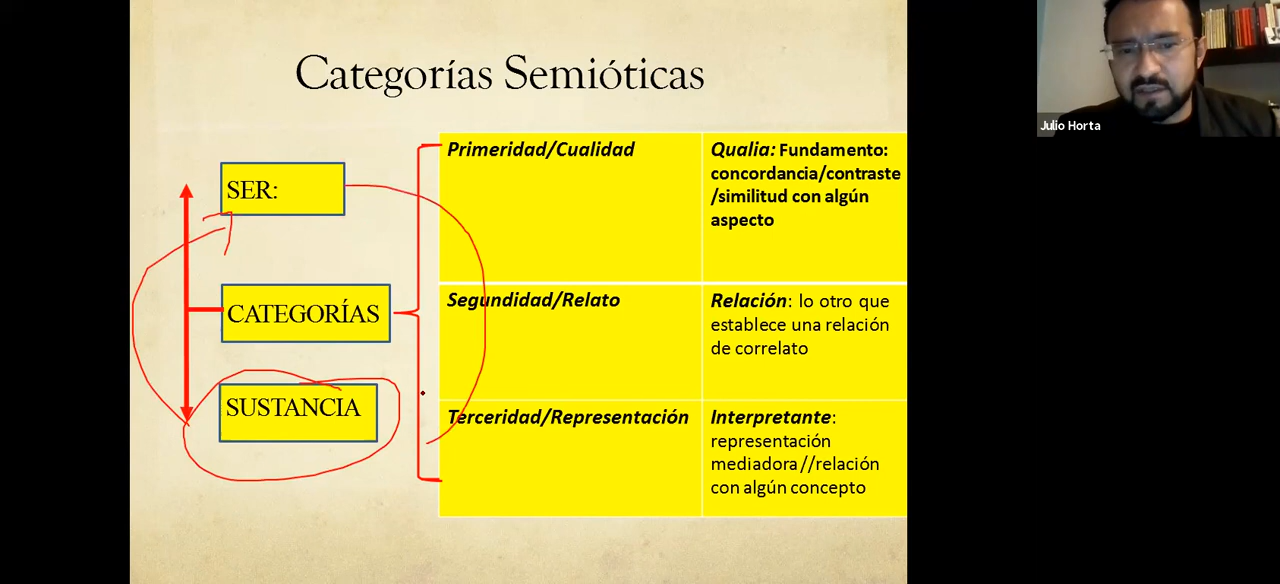 Categorías Semióticas
SER:
CATEGORÍAS
SUSTANCIA
Primeridad/Cualidad
Qualia: Fundamento:
concordancia/contraste
/similitud con algún
aspecto
Segundidad/Relato
Relación: lo otro que
establece una relación
de correlato
Terceridad/Representación
Interpretante:
representación
mediadora//relación
con algún concepto
Julio Horta